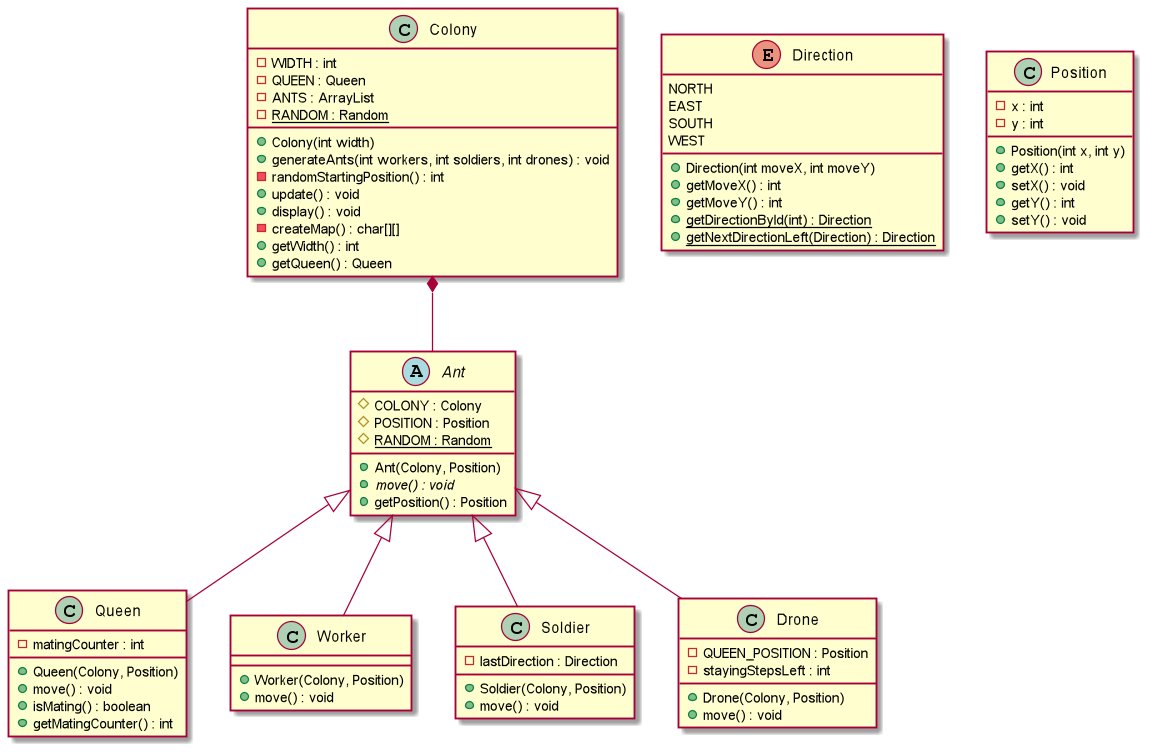 C Colony
WIDTH : int
QUEEN : Queen
ANTS : ArrayList
RANDOM : Random
Colony(int width)
generateAnts(int workers, int soldiers, int drones) : void
randomStartingPosition() : int
update() : void
display() : void
createMap() : char[][]
getWidth() : int
getQueen() : Queen
E Direction
NORTH
EAST
SOUTH
WEST
Direction(int moveX, int moveY)
getMoveX() : int
getMoveY() : int
getDirectionById(int) : Direction
getNextDirectionLeft(Direction) : Direction
C Position
x : int
y : int
Position(int x, int y)
getX() : int
setX() : void
getY() : int
setY() : void
A Ant
COLONY : Colony
POSITION : Position
RANDOM : Random
Ant(Colony, Position)
move() : void
getPosition() : Position
C Queen
matingCounter : int
Queen(Colony, Position)
move() : void
isMating() : boolean
getMatingCounter() : int
C Worker
Worker(Colony, Position)
move() : void
C Soldier
lastDirection : Direction
Soldier(Colony, Position)
move() : void
C Drone
QUEEN_POSITION : Position
stayingStepsLeft : int
Drone(Colony, Position)
move() : void